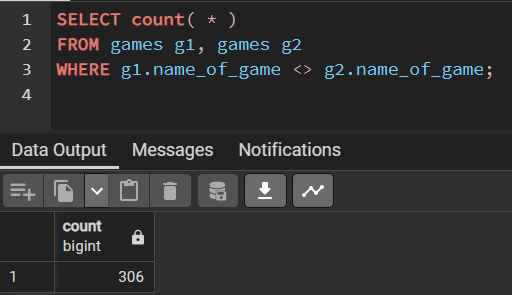 1 SELECT count( * )
2 FROM games g1, games g2
3 WHERE g1.name_of_game <> g2.name_of_game;
4
Data Output Messages Notifications
count
bigint
1 306